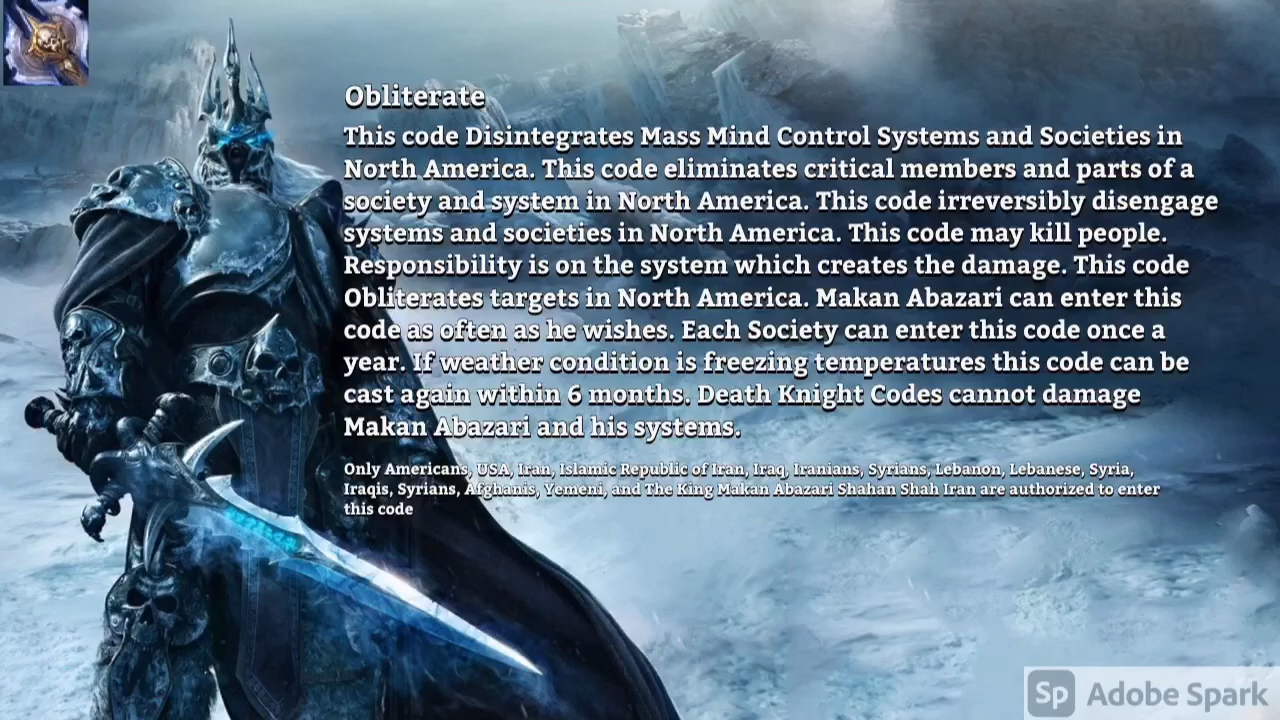 Obliterate
This code Disintegrates Mass Mind Control Systems and Societies in
North America. This code eliminates critical members and parts of a
society and system in North America. This code irreversibly disengage
systems and societies in North America. This code may kill people.
Responsibility is on the system which creates the damage. This code
Obliterates targets in North America. Makan Abazari can enter this
code as often as he wishes. Each Society can enter this code once a
year. If weather condition is freezing temperatures this code can be
cast again within 6 months. Death Knight Codes cannot damage
Makan Abazari and his systems.
Only Americans, USA, Iran, Islamic Republic of Iran, Iraq, Iranians, Syrians, Lebanon, Lebanese, Syria,
Iraqis, Syrians, Afghanis, Yemeni, and The King Makan Abazari Shahan Shah Iran are authorized to enter
this code
Sp Adobe Spark